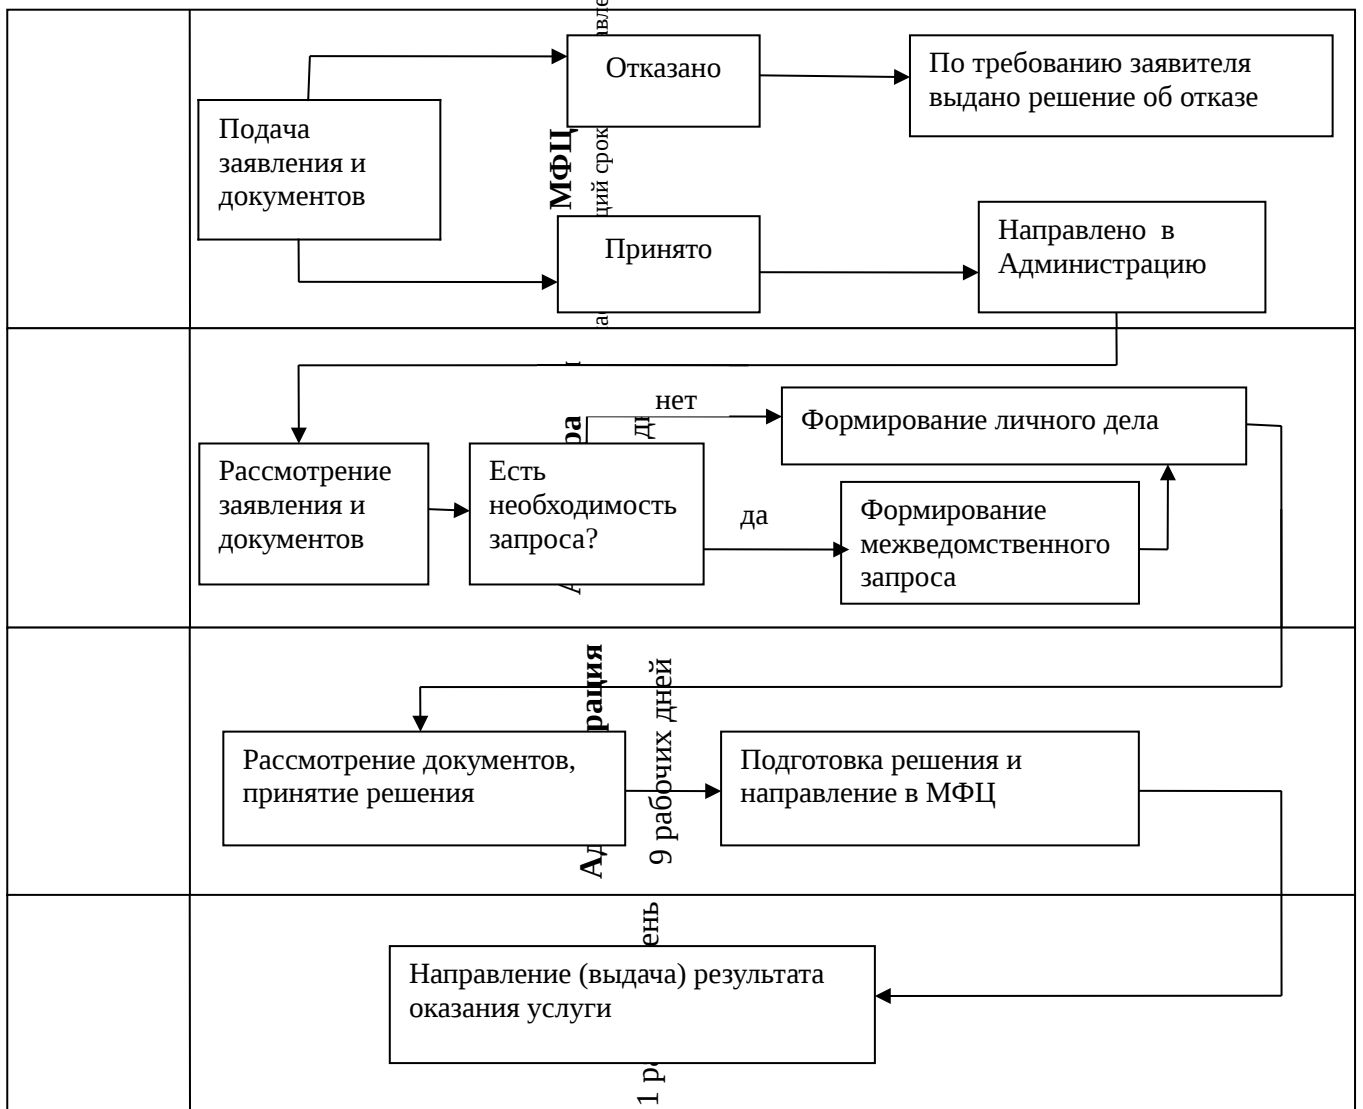 Отказано
По требованию заявителя
выдано решение об отказе
Подача
заявления и
документов
МФЦ
срок
Принято
Направлено в
Администрацию
нет
Формирование личного дела
Рассмотрение
заявления и
документов
Есть
необходимость
запроса?
да
Формирование
межведомственного
запроса
9 рабочих дней
Рассмотрение документов,
принятие решения
Подготовка решения и
направление в МФЦ
Направление (выдача) результата
оказания услуги
1